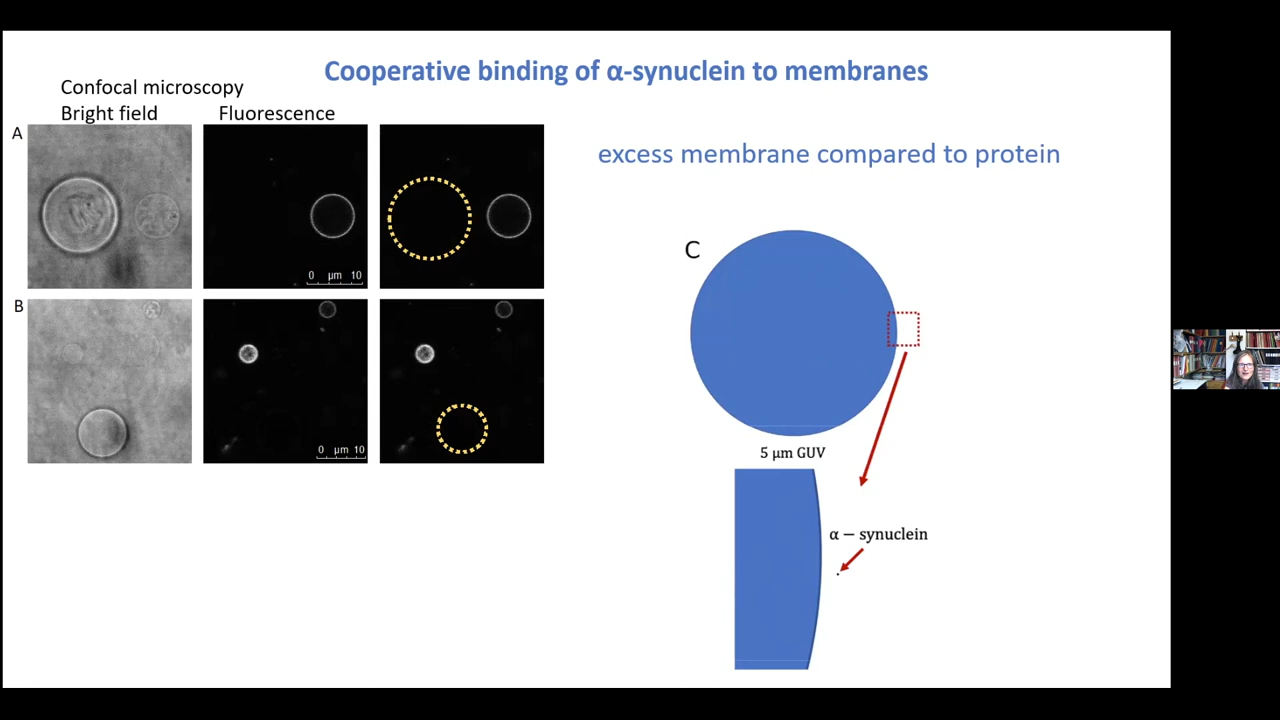 Cooperative binding of α-synuclein to membranes
Confocal microscopy
Bright field
Fluorescence
A
0 µm 10
B
0 µm 10
excess membrane compared to protein
C
5 µm GUV
α – synuclein